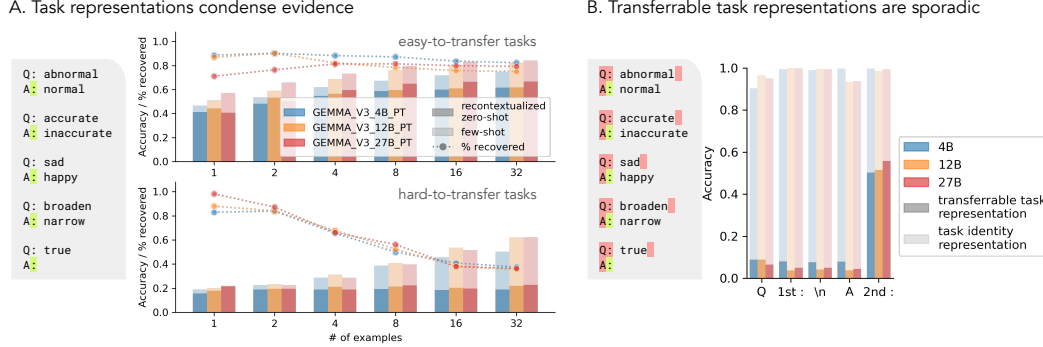 A. Task representations condense evidence
Q: abnormal
A: normal
Q: accurate
A: inaccurate
Q: sad
A: happy
Q: broaden
A: narrow
Q: true
A:
Accuracy / % recovered
1.0
0.8
0.6
0.4
0.2
0.0
easy-to-transfer tasks
GEMMA_V3_4B_PT
GEMMA_V3_12B_PT
GEMMA_V3_27B_PT
recontextualized
zero-shot
few-shot
% recovered
1 2 4 8 16 32
Accuracy / % recovered
1.0
0.8
0.6
0.4
0.2
0.0
hard-to-transfer tasks
1 2 4 8 16 32
# of examples
B. Transferrable task representations are sporadic
Q: abnormal
A: normal
Q: accurate
A: inaccurate
Q: sad
A: happy
Q: broaden
A: narrow
Q: true
A:
Accuracy
1.0
0.8
0.6
0.4
0.2
0.0
Q 1st : \n A 2nd :
4B
12B
27B
transferrable task
representation
task identity
representation